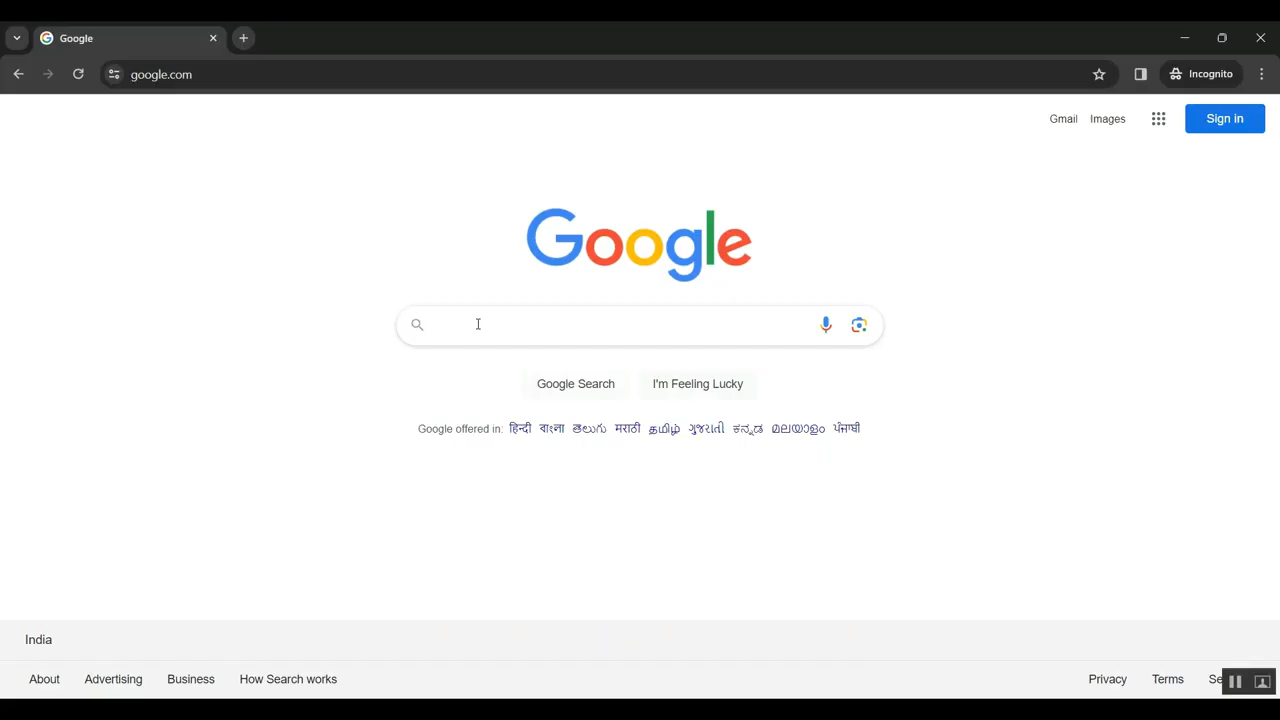 Google
google.com
Incognito
Gmail Images Sign in
Google
Google Search I'm Feeling Lucky
Google offered in: हिन्दी বাংলা తెలుగు मराठी தமிழ் ગુજરાતી ಕನ್ನಡ മലയാളം ਪੰਜਾਬੀ
India
About Advertising Business How Search works Privacy Terms Se